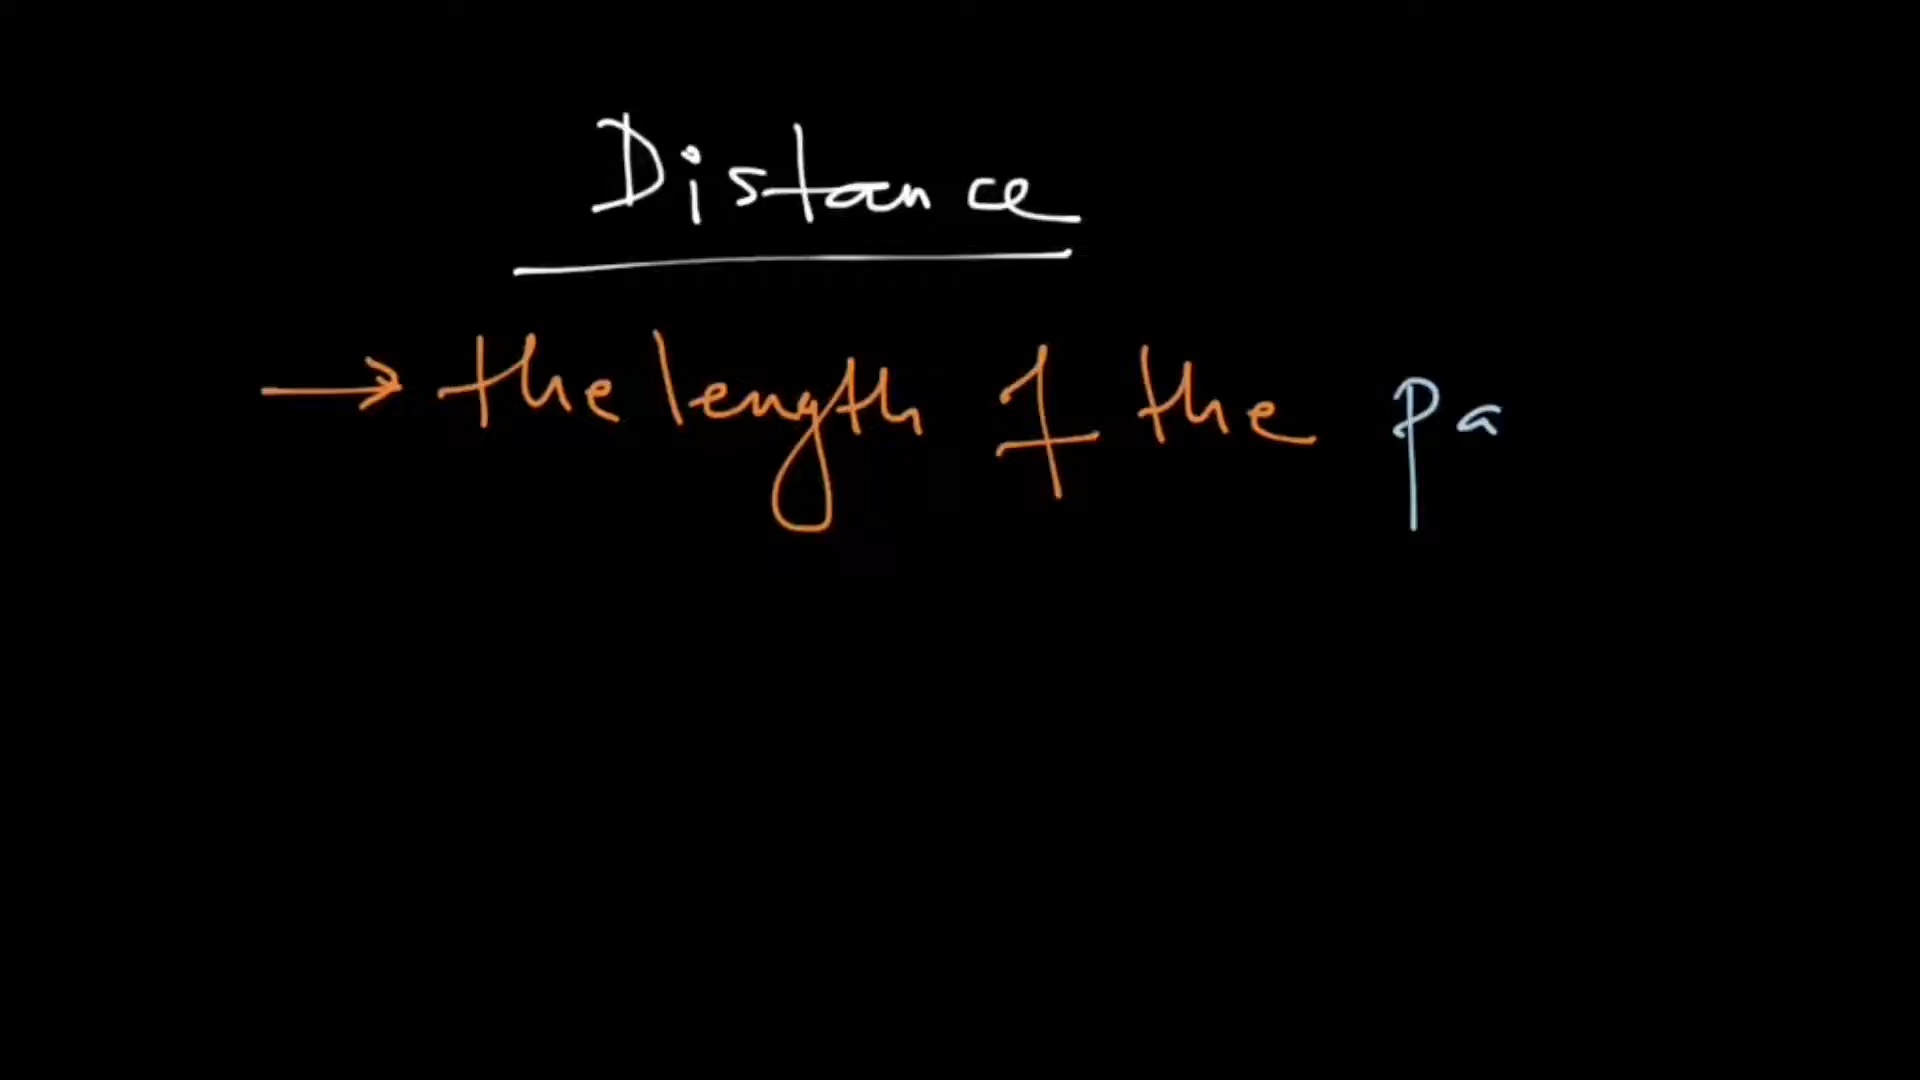 Distance
→ the length of the pa